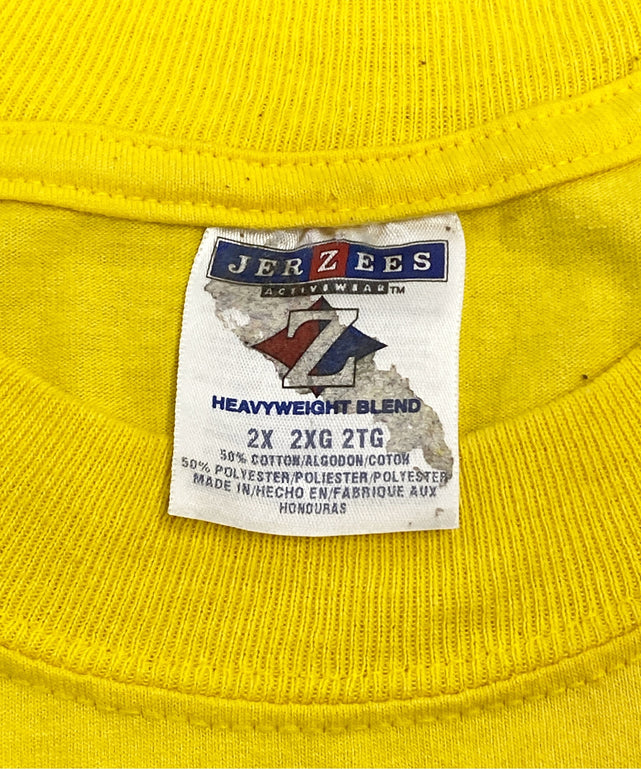 JERZEES
ACTIVEWEAR™
Z
HEAVYWEIGHT BLEND
2X 2XG 2TG
50% COTTON/ALGODON/COTON
50% POLYESTER/POLIESTER/POLYESTER
MADE IN/HECHO EN/FABRIQUE AUX
HONDURAS